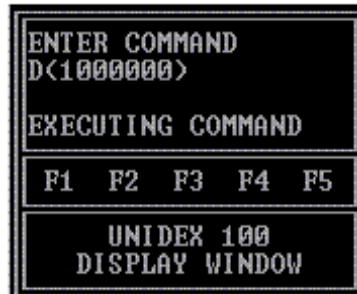 ENTER COMMAND
D(1000000)
EXECUTING COMMAND
F1 F2 F3 F4 F5
UNIDEX 100
DISPLAY WINDOW